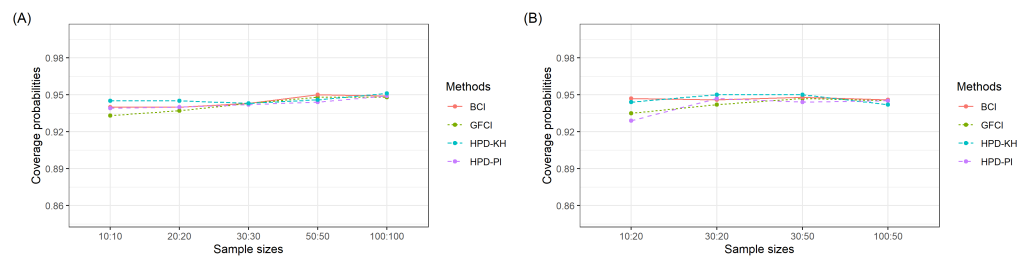 (A)
Coverage probabilities
0.98
0.95
0.92
0.89
0.86
10:10 20:20 30:30 50:50 100:100
Sample sizes
Methods
BCI
GFCI
HPD-KH
HPD-PI
(B)
Coverage probabilities
0.98
0.95
0.92
0.89
0.86
10:20 30:20 30:50 100:50
Sample sizes
Methods
BCI
GFCI
HPD-KH
HPD-PI